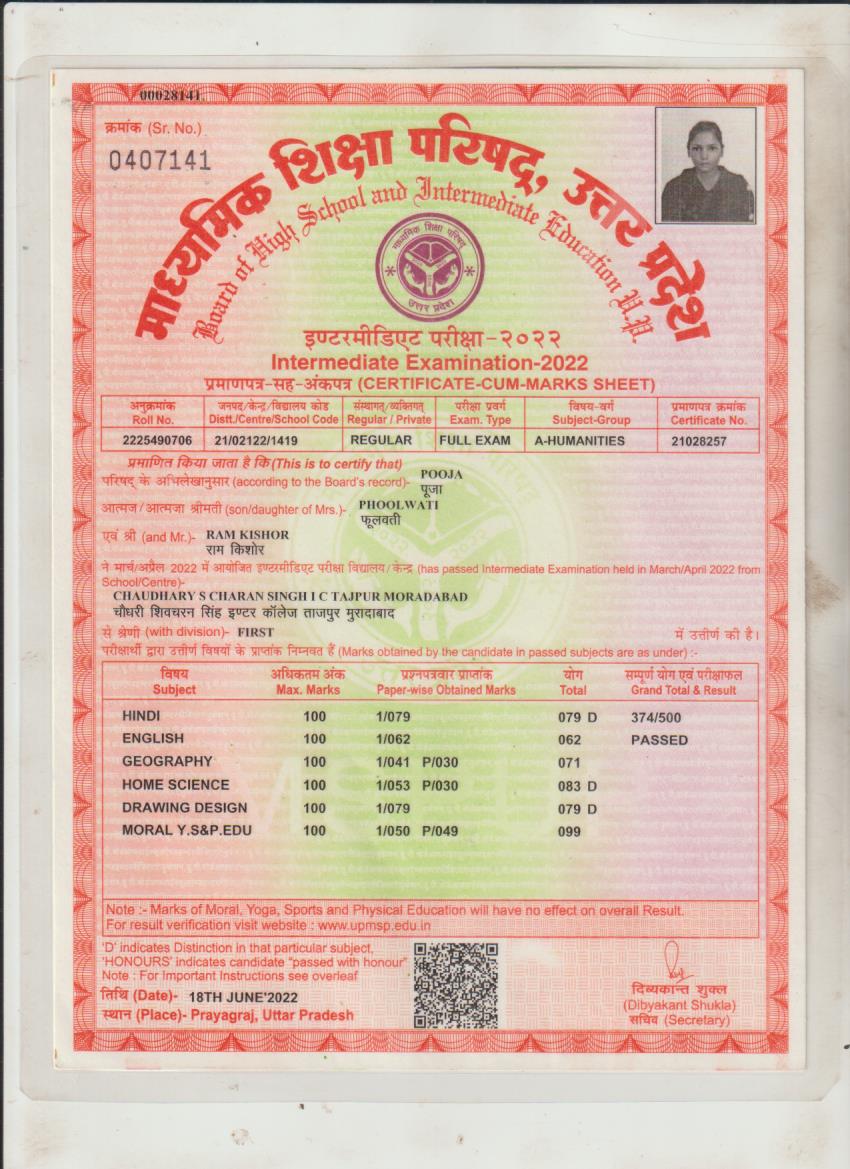 00028141
क्रमांक (Sr. No.)
0407141
माध्यमिक शिक्षा परिषद्, उत्तर प्रदेश
Board of High School and Intermediate Education U.P.
माध्यमिक शिक्षा परिषद्
उत्तर प्रदेश
इण्टरमीडिएट परीक्षा-२०२२
Intermediate Examination-2022
प्रमाणपत्र-सह-अंकपत्र (CERTIFICATE-CUM-MARKS SHEET)
अनुक्रमांक जनपद/केन्द्र/विद्यालय कोड संस्थागत/व्यक्तिगत परीक्षा प्रवर्ग विषय-वर्ग प्रमाणपत्र क्रमांक
Roll No. Distt./Centre/School Code Regular / Private Exam. Type Subject-Group Certificate No.
2225490706 21/02122/1419 REGULAR FULL EXAM A-HUMANITIES 21028257
प्रमाणित किया जाता है कि (This is to certify that)
परिषद् के अभिलेखानुसार (according to the Board's record)- POOJA
पूजा
आत्मज/आत्मजा श्रीमती (son/daughter of Mrs.)- PHOOLWATI
फूलवती
एवं श्री (and Mr.)- RAM KISHOR
राम किशोर
ने मार्च/अप्रैल 2022 में आयोजित इण्टरमीडिएट परीक्षा विद्यालय/केन्द्र (has passed Intermediate Examination held in March/April 2022 from
School/Centre)-
CHAUDHARY S CHARAN SINGH I C TAJPUR MORADABAD
चौधरी शिवचरन सिंह इण्टर कॉलेज ताजपुर मुरादाबाद
से श्रेणी (with division)- FIRST में उत्तीर्ण की है।
परीक्षार्थी द्वारा उत्तीर्ण विषयों के प्राप्तांक निम्नवत हैं (Marks obtained by the candidate in passed subjects are as under) :-
विषय अधिकतम अंक प्रश्नपत्रवार प्राप्तांक योग सम्पूर्ण योग एवं परीक्षाफल
Subject Max. Marks Paper-wise Obtained Marks Total Grand Total & Result
HINDI 100 1/079 079 D 374/500
ENGLISH 100 1/062 062 PASSED
GEOGRAPHY 100 1/041 P/030 071
HOME SCIENCE 100 1/053 P/030 083 D
DRAWING DESIGN 100 1/079 079 D
MORAL Y.S&P.EDU 100 1/050 P/049 099
Note :- Marks of Moral, Yoga, Sports and Physical Education will have no effect on overall Result.
For result verification visit website : www.upmsp.edu.in
'D' indicates Distinction in that particular subject,
'HONOURS' indicates candidate "passed with honour"
Note : For Important Instructions see overleaf
तिथि (Date)- 18TH JUNE'2022
स्थान (Place)- Prayagraj, Uttar Pradesh
दिव्यकान्त शुक्ल
(Dibyakant Shukla)
सचिव (Secretary)